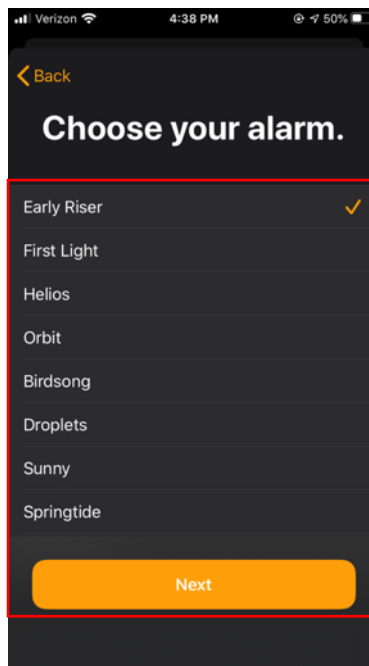 Verizon 4:38 PM 50%
Back
Choose your alarm.
Early Riser
First Light
Helios
Orbit
Birdsong
Droplets
Sunny
Springtide
Next